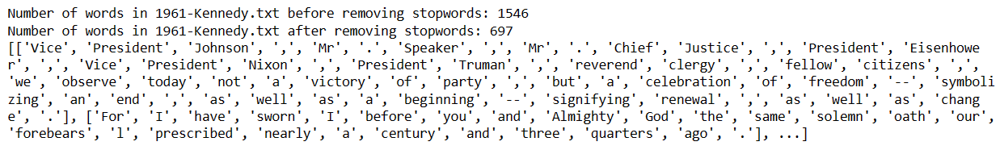 Number of words in 1961-Kennedy.txt before removing stopwords: 1546
Number of words in 1961-Kennedy.txt after removing stopwords: 697
[['Vice', 'President', 'Johnson', ',', 'Mr', '.', 'Speaker', ',', 'Mr', '.', 'Chief', 'Justice', ',', 'President', 'Eisenhowe
r', ',', 'Vice', 'President', 'Nixon', ',', 'President', 'Truman', ',', 'reverend', 'clergy', ',', 'fellow', 'citizens', ',',
'we', 'observe', 'today', 'not', 'a', 'victory', 'of', 'party', ',', 'but', 'a', 'celebration', 'of', 'freedom', '--', 'symboli
zing', 'an', 'end', ',', 'as', 'well', 'as', 'a', 'beginning', '--', 'signifying', 'renewal', ',', 'as', 'well', 'as', 'chang
e', '.'], ['For', 'I', 'have', 'sworn', 'I', 'before', 'you', 'and', 'Almighty', 'God', 'the', 'same', 'solemn', 'oath', 'our',
'forebears', 'l', 'prescribed', 'nearly', 'a', 'century', 'and', 'three', 'quarters', 'ago', '.'], ...]